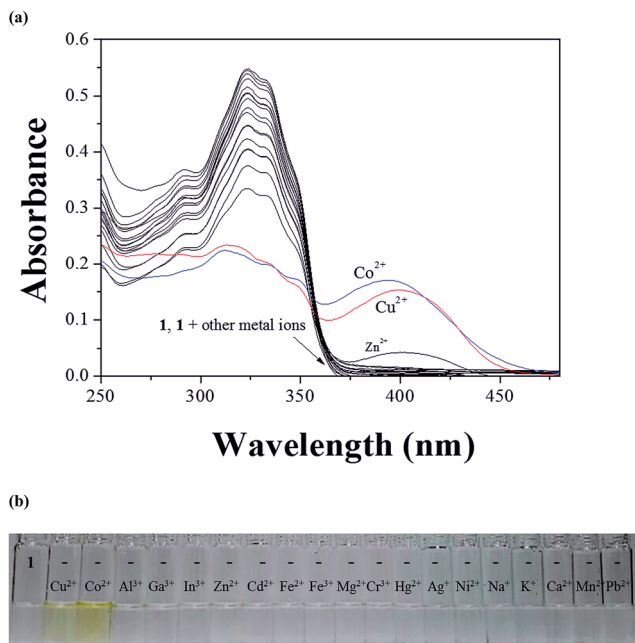 (a)
0.6
0.5
0.4
0.3
0.2
0.1
0.0
Absorbance
Co²⁺
Cu²⁺
Zn²⁺
1, 1 + other metal ions
250 300 350 400 450
Wavelength (nm)
(b)
1 - - - - - - - - - - - - - - - - - - -
Cu²⁺ Co²⁺ Al³⁺ Ga³⁺ In³⁺ Zn²⁺ Cd²⁺ Fe²⁺ Fe³⁺ Mg²⁺ Cr³⁺ Hg²⁺ Ag⁺ Ni²⁺ Na⁺ K⁺ Ca²⁺ Mn²⁺ Pb²⁺